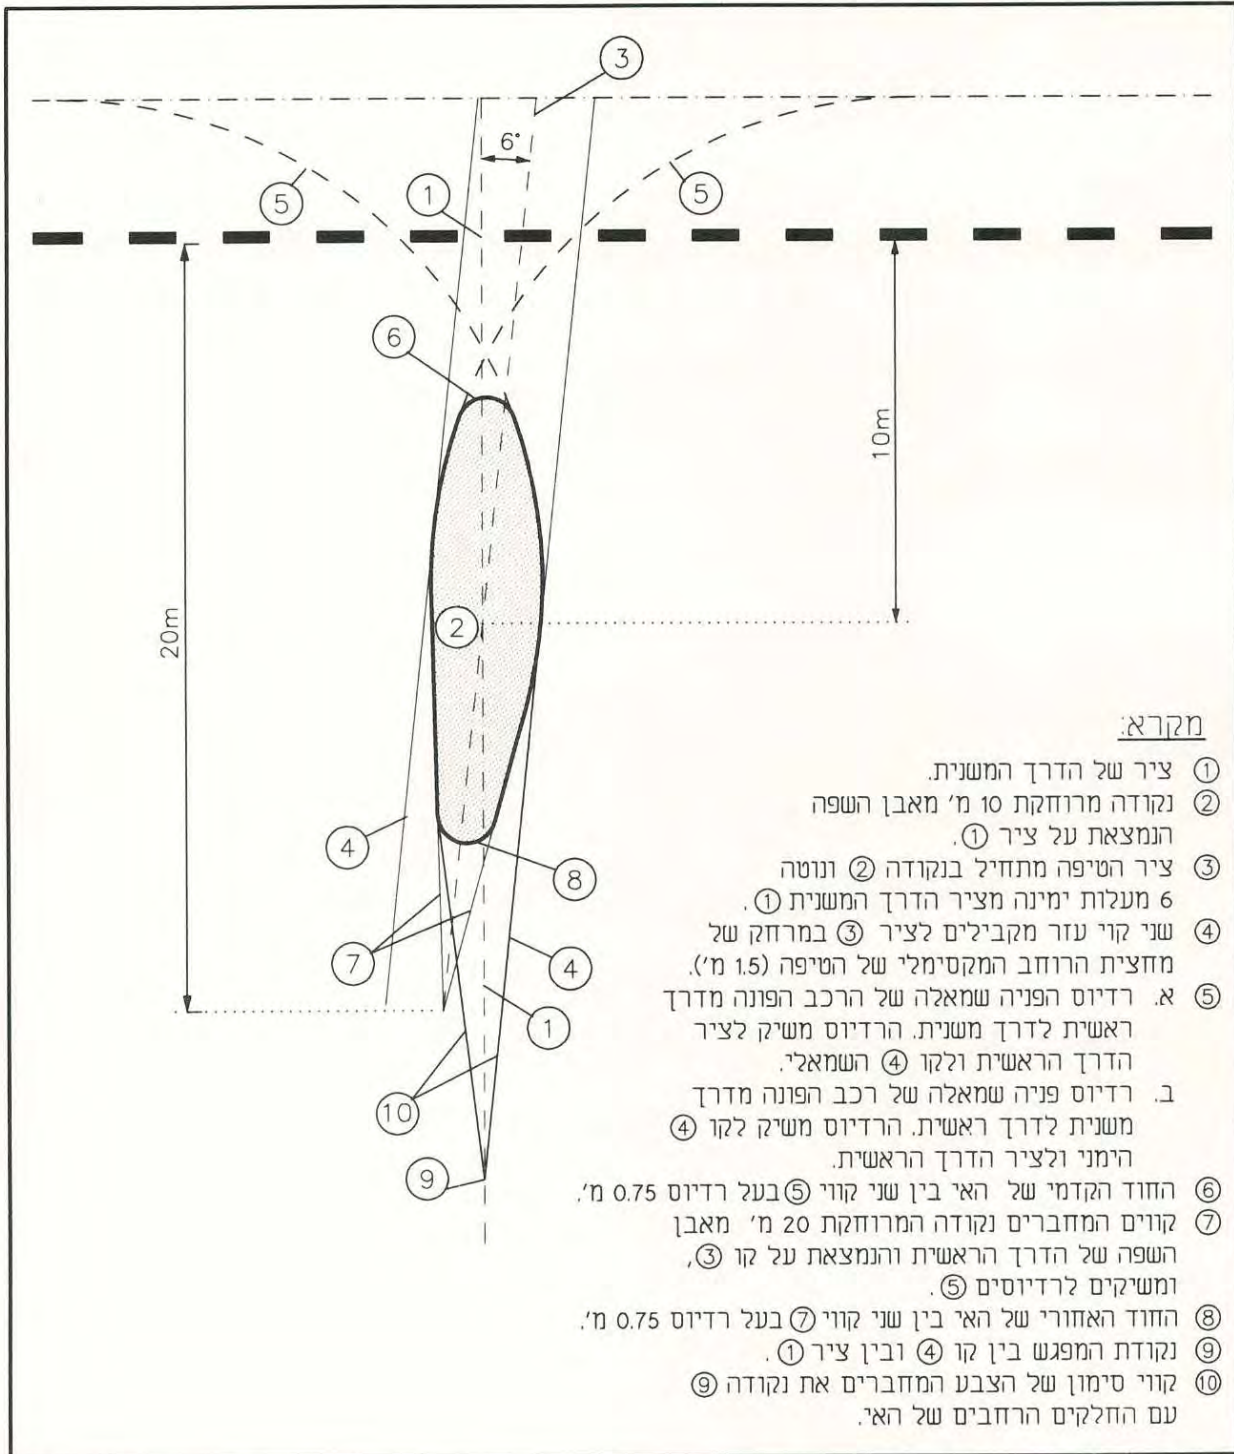 3
6°
1
5
5
6
10m
20m
2
4
8
7
4
1
10
9
מקרא:
① ציר של הדרך המשנית.
② נקודה מרוחקת 10 מ' מאבן השפה
הנמצאת על ציר ①.
③ ציר הטיפה מתחיל בנקודה ② ונוטה
6 מעלות ימינה מציר הדרך המשנית ①.
④ שני קוי עזר מקבילים לציר ③ במרחק של
מחצית הרוחב המקסימלי של הטיפה (1.5 מ').
⑤ א. רדיוס הפניה שמאלה של הרכב הפונה מדרך
ראשית לדרך משנית. הרדיוס משיק לציר
הדרך הראשית ולקו ④ השמאלי.
ב. רדיוס פניה שמאלה של רכב הפונה מדרך
משנית לדרך ראשית. הרדיוס משיק לקו ④
הימני ולציר הדרך הראשית.
⑥ החוד הקדמי של האי בין שני קווי ⑤ בעל רדיוס 0.75 מ'.
⑦ קווים המחברים נקודה המרוחקת 20 מ' מאבן
השפה של הדרך הראשית והנמצאת על קו ③,
ומשיקים לרדיוסים ⑤.
⑧ החוד האחורי של האי בין שני קווי ⑦ בעל רדיוס 0.75 מ'.
⑨ נקודת המפגש בין קו ④ ובין ציר ①.
⑩ קווי סימון של הצבע המחברים את נקודה ⑨
עם החלקים הרחבים של האי.